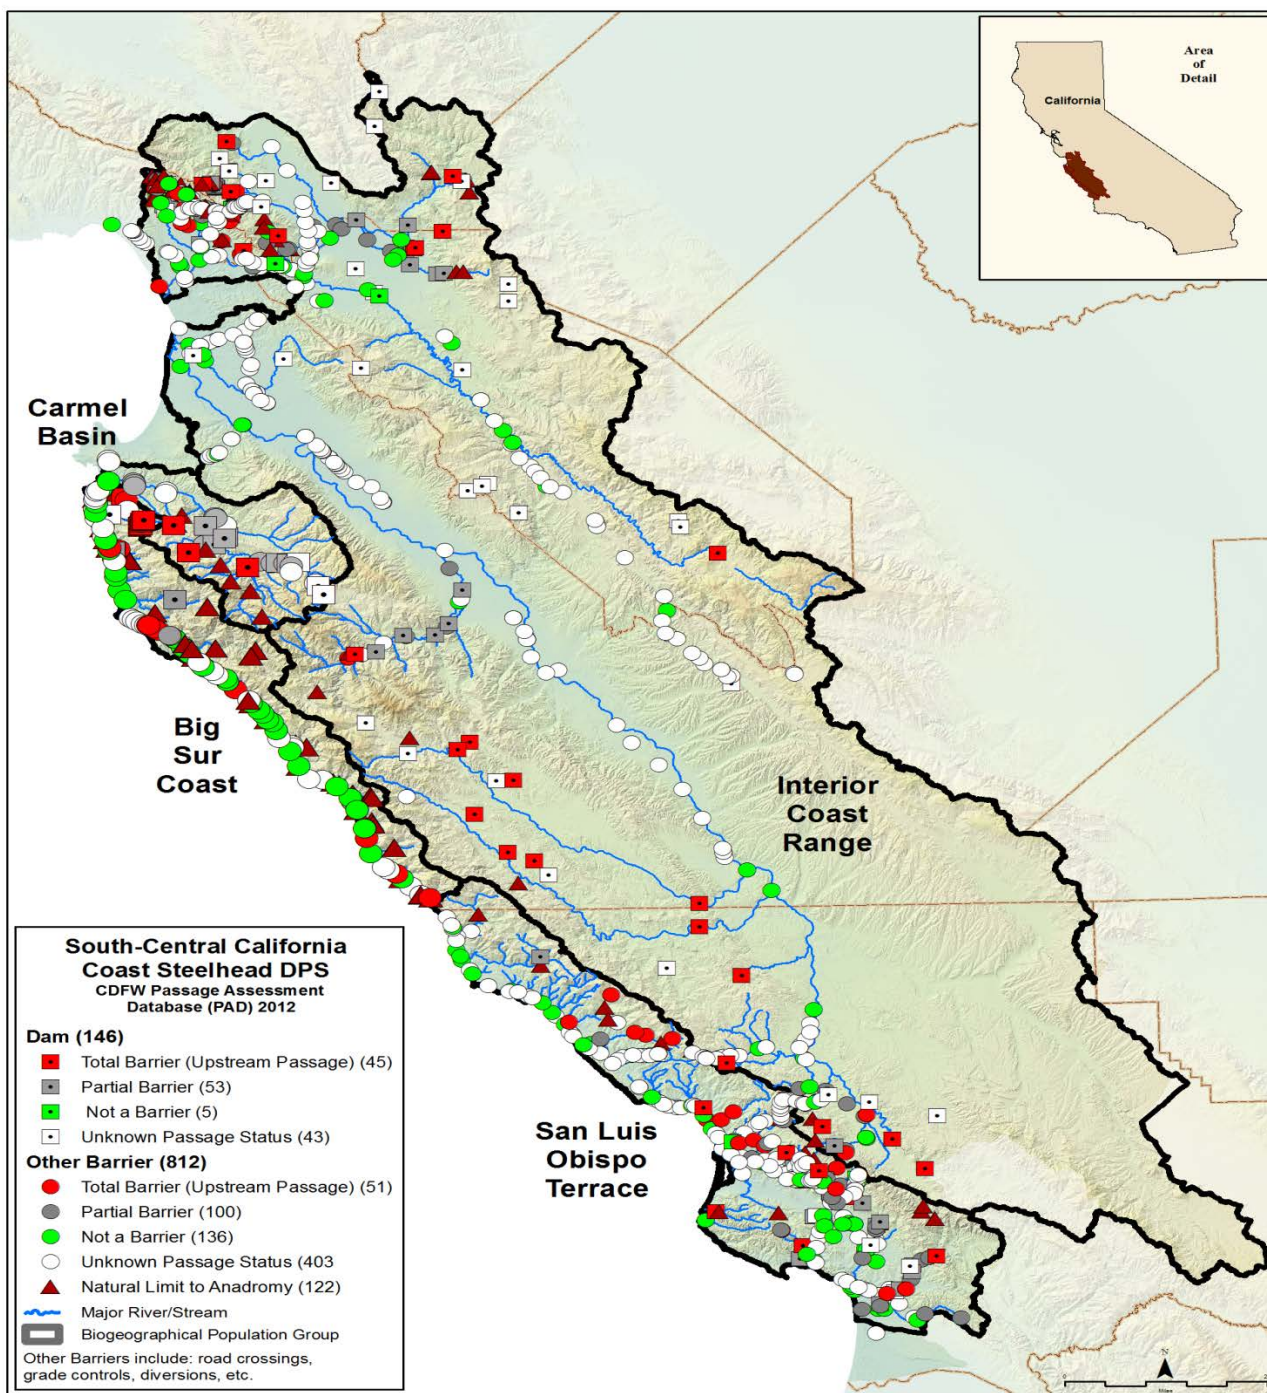 Area
of
Detail
California
Carmel
Basin
Big
Sur
Coast
Interior
Coast
Range
San Luis
Obispo
Terrace
South-Central California
Coast Steelhead DPS
CDFW Passage Assessment
Database (PAD) 2012
Dam (146)
Total Barrier (Upstream Passage) (45)
Partial Barrier (53)
Not a Barrier (5)
Unknown Passage Status (43)
Other Barrier (812)
Total Barrier (Upstream Passage) (51)
Partial Barrier (100)
Not a Barrier (136)
Unknown Passage Status (403
Natural Limit to Anadromy (122)
Major River/Stream
Biogeographical Population Group
Other Barriers include: road crossings,
grade controls, diversions, etc.
N
0
Miles